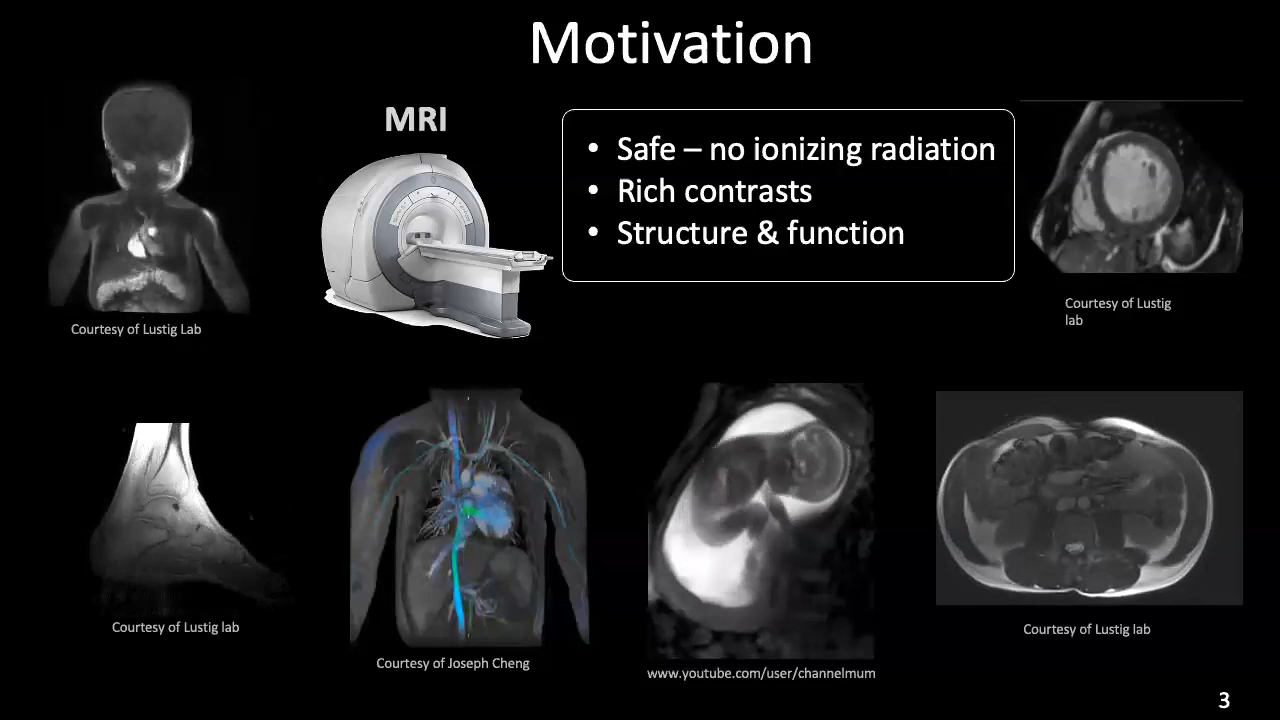 Motivation
MRI
• Safe – no ionizing radiation
• Rich contrasts
• Structure & function
Courtesy of Lustig Lab
Courtesy of Lustig
lab
Courtesy of Lustig lab
Courtesy of Joseph Cheng
www.youtube.com/user/channelmum
Courtesy of Lustig lab
3